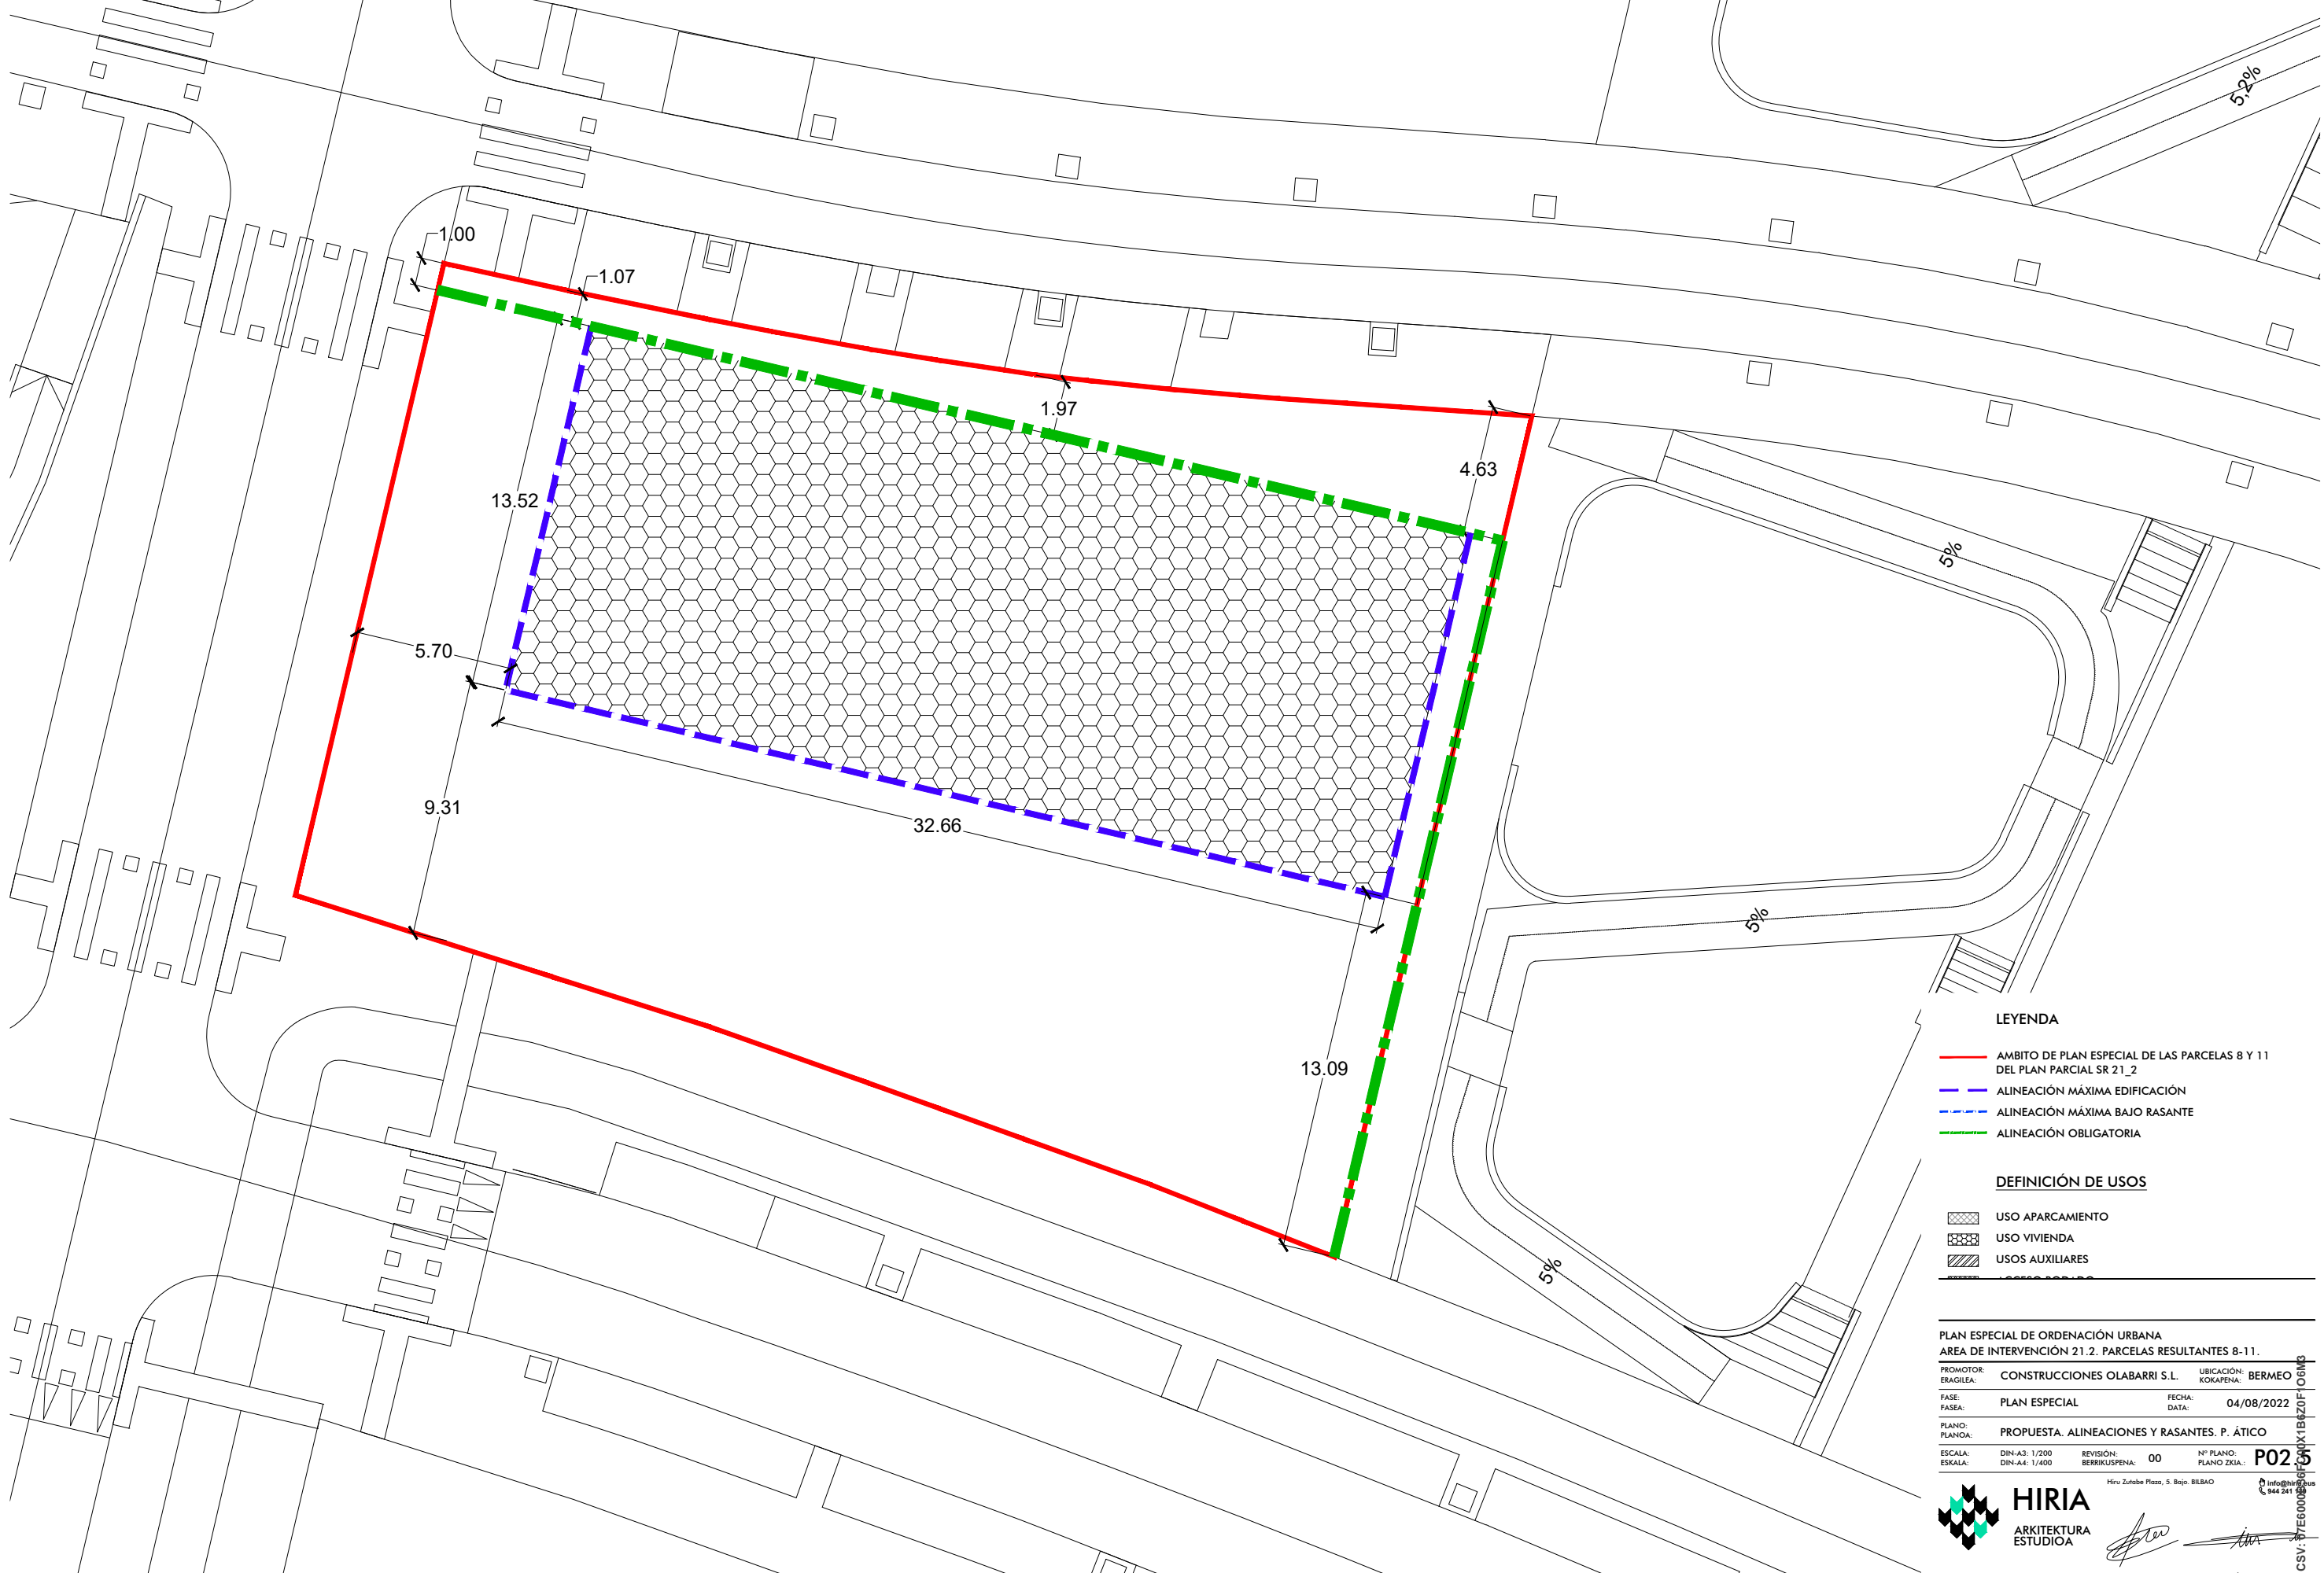 5,2%
1.00
1.07
1.97
4.63
13.52
5%
5.70
9.31
32.66
5%
13.09
5%
LEYENDA
AMBITO DE PLAN ESPECIAL DE LAS PARCELAS 8 Y 11
DEL PLAN PARCIAL SR 21_2
ALINEACIÓN MÁXIMA EDIFICACIÓN
ALINEACIÓN MÁXIMA BAJO RASANTE
ALINEACIÓN OBLIGATORIA
DEFINICIÓN DE USOS
USO APARCAMIENTO
USO VIVIENDA
USOS AUXILIARES
PLAN ESPECIAL DE ORDENACIÓN URBANA
AREA DE INTERVENCIÓN 21.2. PARCELAS RESULTANTES 8-11.
PROMOTOR: CONSTRUCCIONES OLABARRI S.L. UBICACIÓN: BERMEO
ERAGILEA: KOKAPENA:
FASE: PLAN ESPECIAL FECHA: 04/08/2022
FASEA: DATA:
PLANO: PROPUESTA. ALINEACIONES Y RASANTES. P. ÁTICO
PLANOA:
ESCALA: DIN-A3: 1/200 REVISIÓN: 00 Nº PLANO: P02.5
ESKALA: DIN-A4: 1/400 BERRIKUSPENA: PLANO ZKIA.:
Hiru Zutabe Plaza, 5. Bajo. BILBAO
944 241
HIRIA
ARKITEKTURA
ESTUDIOA
CSV: